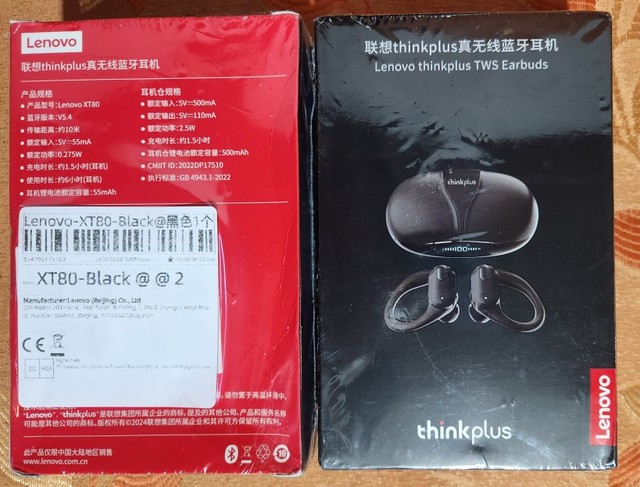 Lenovo
联想thinkplus真无线蓝牙耳机
产品规格
• 产品型号: Lenovo XT80
• 蓝牙版本: V5.4
• 传输距离: 约10米
• 额定输入: 5V⎓55mA
• 额定功率: 0.275W
• 充电时长: 约1.5小时(耳机)
• 使用时长: 约6小时(耳机)
耳机锂电池额定容量: 55mAh
耳机仓规格
• 额定输入: 5V⎓500mA
• 额定输出: 5V⎓110mA
• 额定功率: 2.5W
• 充电时长: 约1.5小时
• 耳机仓锂电池额定容量: 500mAh
• CMIIT ID: 2022DP17510
• 执行标准: GB 4943.1-2022
Lenovo-XT80-Black@黑色1个
XT80-Black @ @ 2
Manufacturer:Lenovo (Beijing) Co., Ltd
CE
请勿置于高温环境中,
"Lenovo"、"thinkplus"是联想集团所属企业的商标, 提及的其他公司、产品和服务名称
可能是其他公司的商标。版权所有©2024联想集团所属企业和其许可方保留所有权利。
此产品仅限中国大陆地区销售
www.lenovo.com.cn
10
联想thinkplus真无线蓝牙耳机
Lenovo thinkplus TWS Earbuds
thinkplus
100
Lenovo
thinkplus